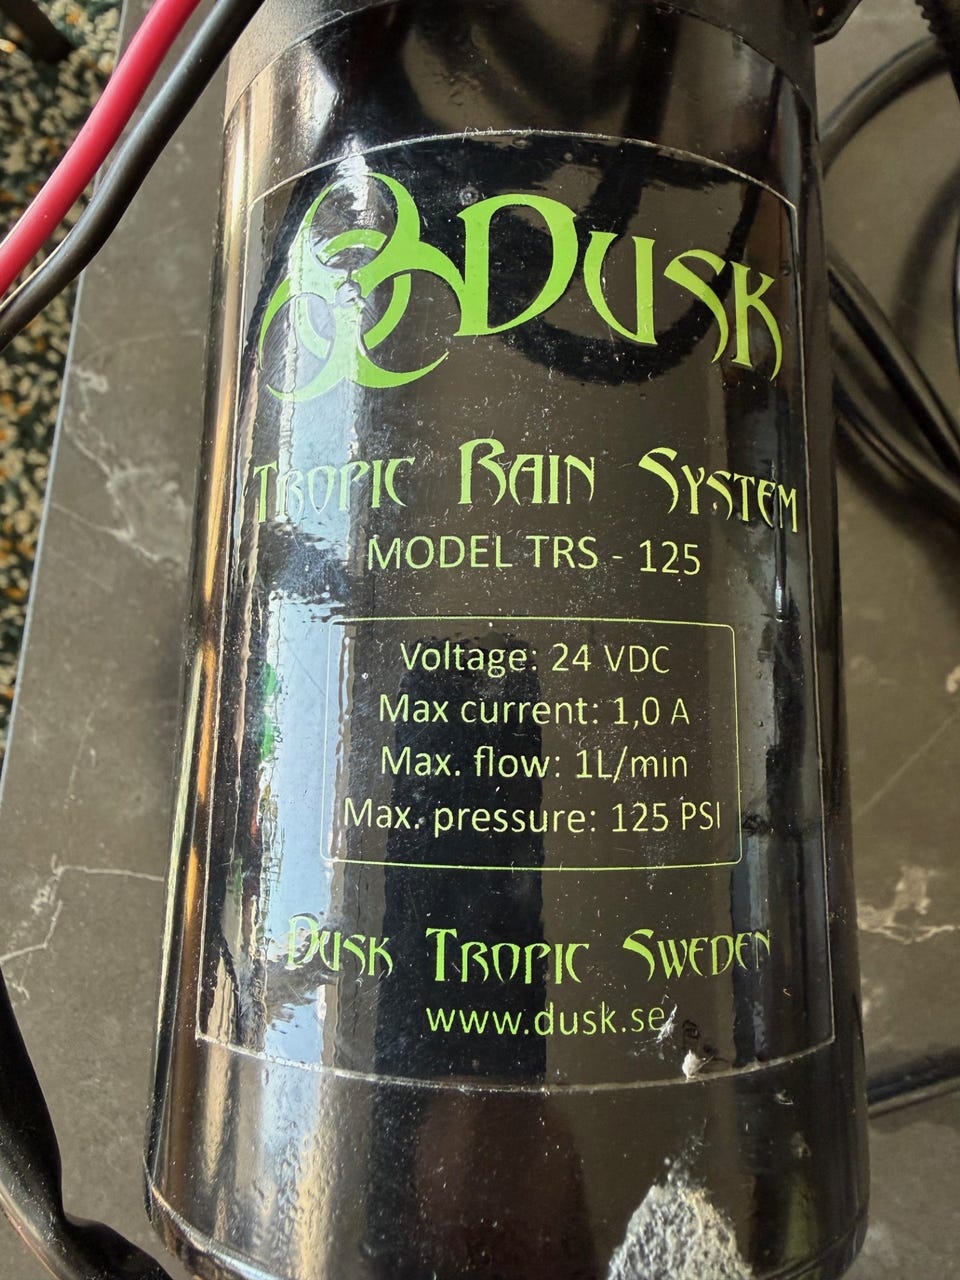 DUSK
TROPIC RAIN SYSTEM
MODEL TRS - 125
Voltage: 24 VDC
Max current: 1,0 A
Max. flow: 1L/min
Max. pressure: 125 PSI
DUSK TROPIC SWEDEN
www.dusk.se